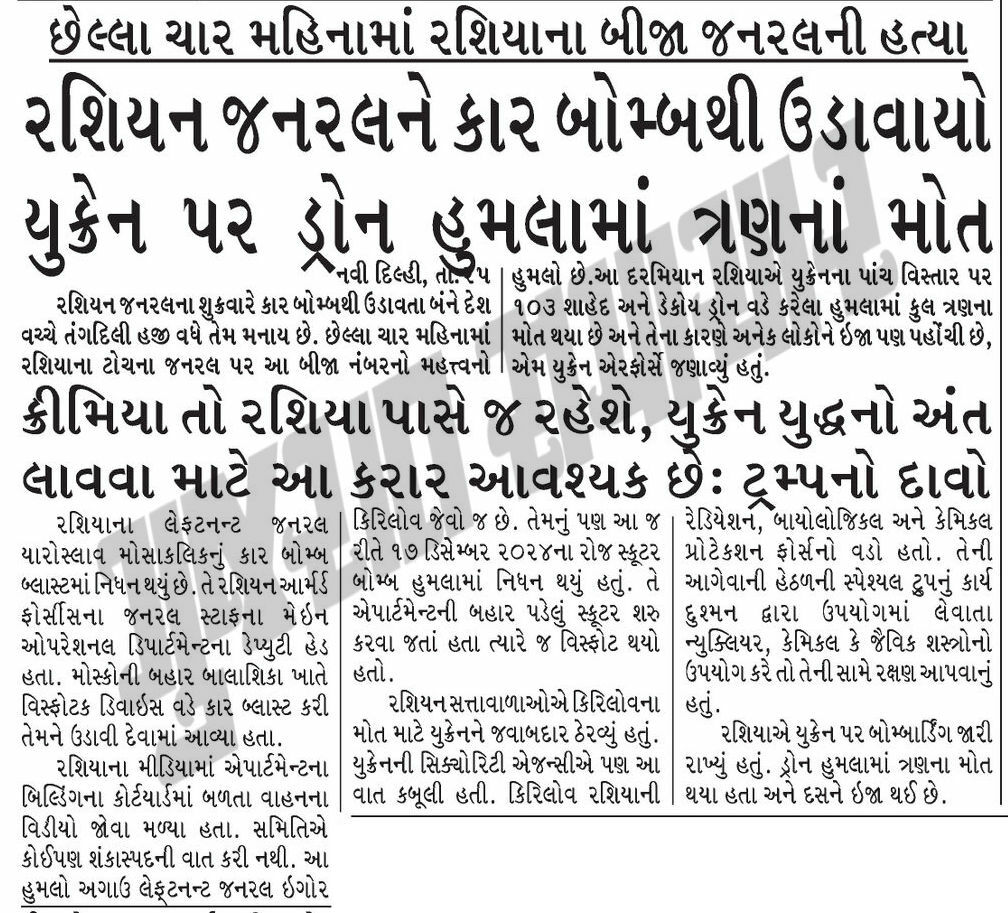 છેલ્લા ચાર મહિનામાં રશિયાના બીજા જનરલની હત્યા
રશિયન જનરલને કાર બોમ્બથી ઉડાવાયો
યુક્રેન પર ડ્રોન હુમલામાં ત્રણનાં મોત
નવી દિલ્હી, તા.૨૫
રશિયન જનરલના શુક્રવારે કાર બોમ્બથી ઉડાવતા બંને દેશ
વચ્ચે તંગદિલી હજી વધે તેમ મનાય છે. છેલ્લા ચાર મહિનામાં
રશિયાના ટોચના જનરલ પર આ બીજા નંબરનો મહત્ત્વનો
હુમલો છે.આ દરમિયાન રશિયાએ યુક્રેનના પાંચ વિસ્તાર પર
૧૦૩ શાહેદ અને ડેકોય ડ્રોન વડે કરેલા હુમલામાં કુલ ત્રણના
મોત થયા છે અને તેના કારણે અનેક લોકોને ઇજા પણ પહોંચી છે,
એમ યુક્રેન એરફોર્સે જણાવ્યું હતું.
ક્રીમિયા તો રશિયા પાસે જ રહેશે, યુક્રેન યુદ્ધનો અંત
લાવવા માટે આ કરાર આવશ્યક છેઃ ટ્રમ્પનો દાવો
રશિયાના લેફ્ટનન્ટ જનરલ
યારોસ્લાવ મોસાકલિકનું કાર બોમ્બ
બ્લાસ્ટમાં નિધન થયું છે. તે રશિયન આર્મર્ડ
ફોર્સીસના જનરલ સ્ટાફના મેઇન
ઓપરેશનલ ડિપાર્ટમેન્ટના ડેપ્યુટી હેડ
હતા. મોસ્કોની બહાર બાલાશિકા ખાતે
વિસ્ફોટક ડિવાઇસ વડે કાર બ્લાસ્ટ કરી
તેમને ઉડાવી દેવામાં આવ્યા હતા.
રશિયાના મીડિયામાં એપાર્ટમેન્ટના
બિલ્ડિંગના કોર્ટયાર્ડમાં બળતા વાહનના
વિડીયો જોવા મળ્યા હતા. સમિતિએ
કોઈપણ શંકાસ્પદની વાત કરી નથી. આ
હુમલો અગાઉ લેફ્ટનન્ટ જનરલ ઇગોર
કિરિલોવ જેવો જ છે. તેમનું પણ આ જ
રીતે ૧૭ ડિસેમ્બર ૨૦૨૪ના રોજ સ્કૂટર
બોમ્બ હુમલામાં નિધન થયું હતું. તે
એપાર્ટમેન્ટની બહાર પડેલું સ્કૂટર શરુ
કરવા જતાં હતા ત્યારે જ વિસ્ફોટ થયો
હતો.
રશિયન સત્તાવાળાઓએ કિરિલોવના
મોત માટે યુક્રેનને જવાબદાર ઠેરવ્યું હતું.
યુક્રેનની સિક્યોરિટી એજન્સીએ પણ આ
વાત કબૂલી હતી. કિરિલોવ રશિયાની
રેડિયેશન, બાયોલોજિકલ અને કેમિકલ
પ્રોટેકશન ફોર્સનો વડો હતો. તેની
આગેવાની હેઠળની સ્પેશ્યલ ટ્રુપનું કાર્ય
દુશ્મન દ્વારા ઉપયોગમાં લેવાતા
ન્યુક્લિયર, કેમિકલ કે જૈવિક શસ્ત્રોનો
ઉપયોગ કરે તો તેની સામે રક્ષણ આપવાનું
હતું.
રશિયાએ યુક્રેન પર બોમ્બાર્ડિંગ જારી
રાખ્યું હતું. ડ્રોન હુમલામાં ત્રણના મોત
થયા હતા અને દસને ઇજા થઈ છે.
ગુજરાત સમાચાર